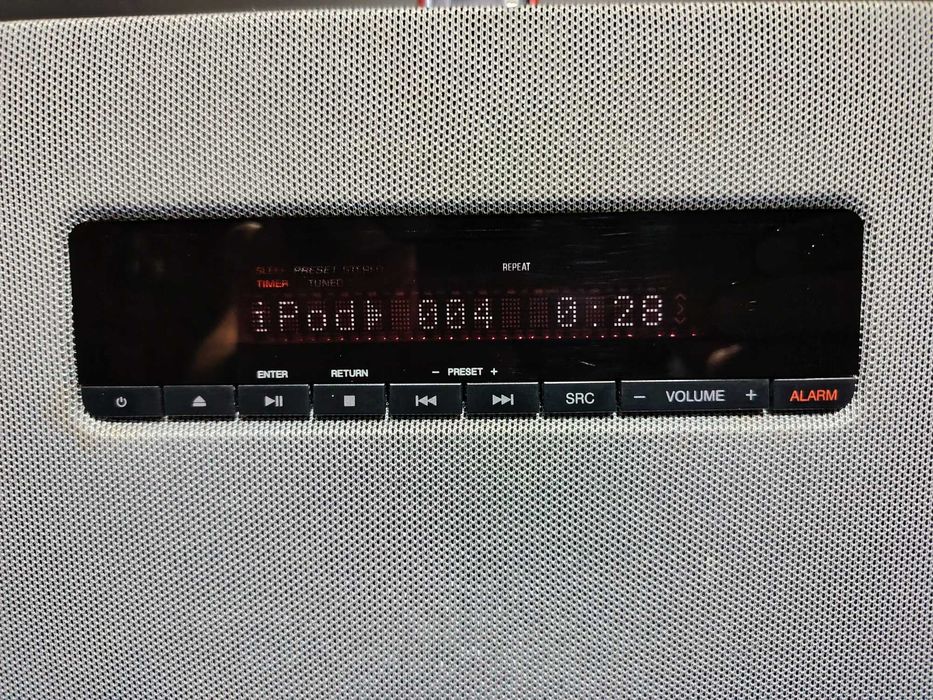 SLEEP PRESET STEREO REPEAT
TIMER TUNED
iPod 004 0:28
ENTER RETURN − PRESET +
SRC − VOLUME + ALARM